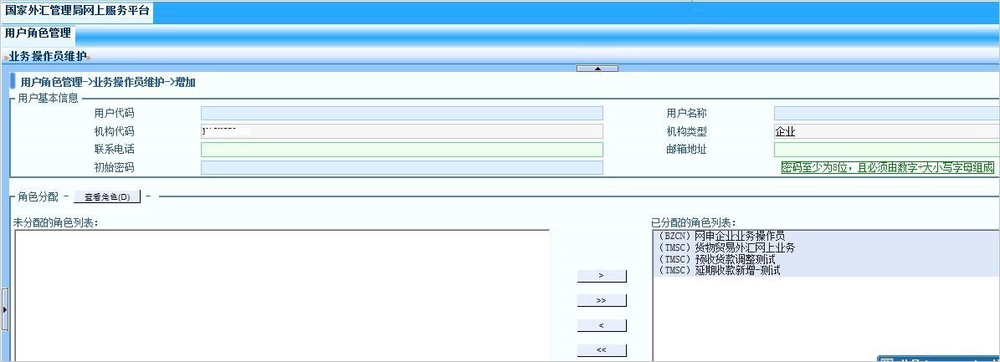 国家外汇管理局网上服务平台
用户角色管理
业务操作员维护
用户角色管理->业务操作员维护->增加
用户基本信息
用户代码 用户名称
机构代码 机构类型 企业
联系电话 邮箱地址
初始密码 密码至少为8位，且必须由数字+大小写字母组成
角色分配 - 查看角色(D) -
未分配的角色列表: 已分配的角色列表:
(BZCN) 网申企业业务操作员
(TMSC) 货物贸易外汇网上业务
(TMSC) 预收货款调整测试
(TMSC) 延期收款新增-测试
>
>>
<
<<